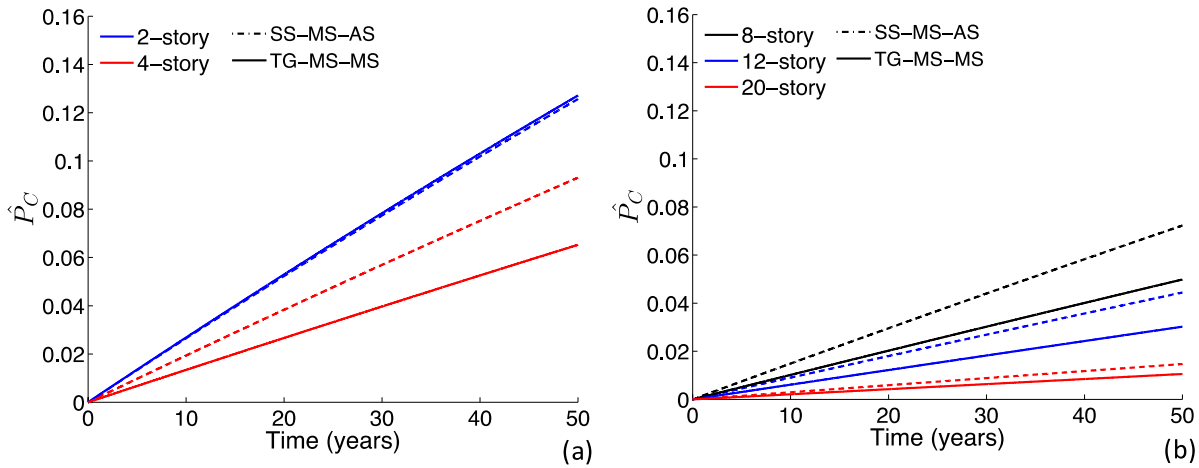 0.16
0.14
0.12
0.1
0.08
0.06
0.04
0.02
0
P̂_C
2−story
4−story
SS−MS−AS
TG−MS−MS
0 10 20 30 40 50
Time (years)
(a)
0.16
0.14
0.12
0.1
0.08
0.06
0.04
0.02
0
P̂_C
8−story
12−story
20−story
SS−MS−AS
TG−MS−MS
0 10 20 30 40 50
Time (years)
(b)